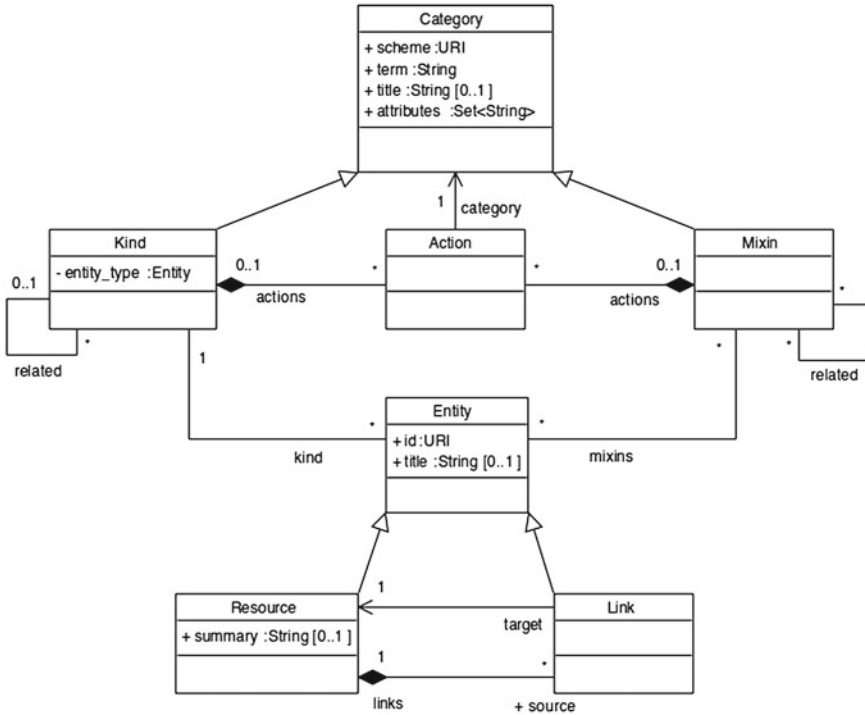 Category
+ scheme :URI
+ term :String
+ title :String [0..1 ]
+ attributes :Set<String>
1
category
Kind
- entity_type :Entity
Action
Mixin
0..1
*
*
0..1
actions
actions
0..1
*
related
*
*
related
1
*
Entity
+ id :URI
+ title :String [0..1 ]
*
*
kind
mixins
Resource
+ summary :String [0..1 ]
Link
1
target
1
*
links
+ source